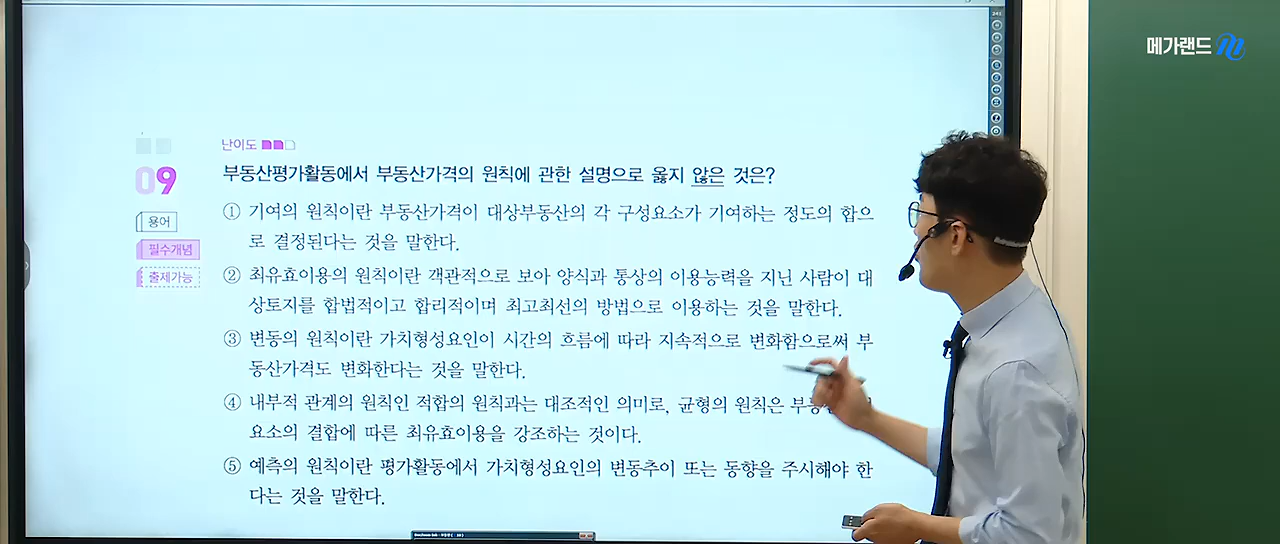 메가랜드
난이도
09 부동산평가활동에서 부동산가격의 원칙에 관한 설명으로 옳지 않은 것은?
용어
필수개념
출제가능
① 기여의 원칙이란 부동산가격이 대상부동산의 각 구성요소가 기여하는 정도의 합으
로 결정된다는 것을 말한다.
② 최유효이용의 원칙이란 객관적으로 보아 양식과 통상의 이용능력을 지닌 사람이 대
상토지를 합법적이고 합리적이며 최고최선의 방법으로 이용하는 것을 말한다.
③ 변동의 원칙이란 가치형성요인이 시간의 흐름에 따라 지속적으로 변화함으로써 부
동산가격도 변화한다는 것을 말한다.
④ 내부적 관계의 원칙인 적합의 원칙과는 대조적인 의미로, 균형의 원칙은
요소의 결합에 따른 최유효이용을 강조하는 것이다.
⑤ 예측의 원칙이란 평가활동에서 가치형성요인의 변동추이 또는 동향을 주시해야 한
다는 것을 말한다.